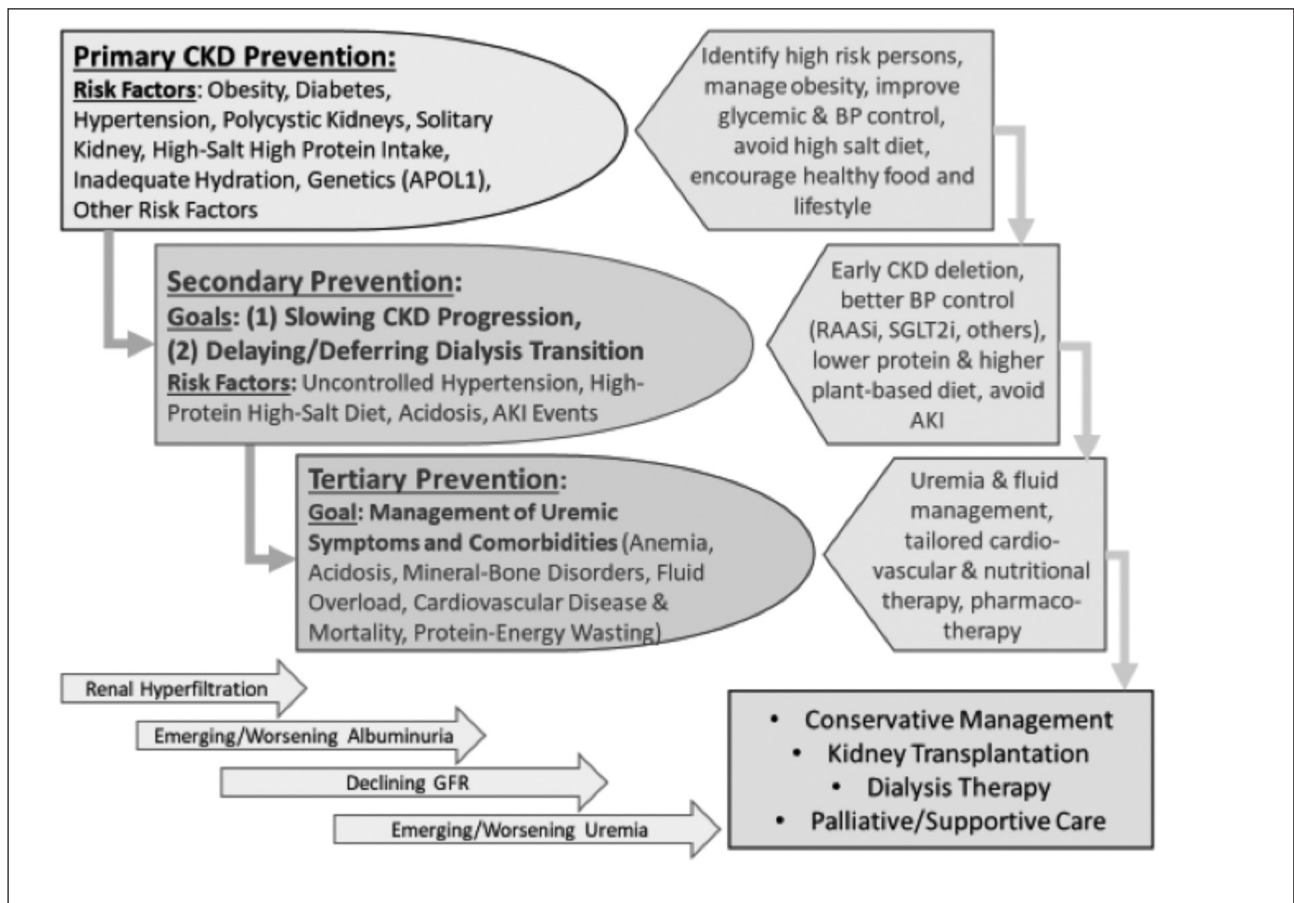 Primary CKD Prevention:
Risk Factors: Obesity, Diabetes,
Hypertension, Polycystic Kidneys, Solitary
Kidney, High-Salt High Protein Intake,
Inadequate Hydration, Genetics (APOL1),
Other Risk Factors
Identify high risk persons,
manage obesity, improve
glycemic & BP control,
avoid high salt diet,
encourage healthy food and
lifestyle
Secondary Prevention:
Goals: (1) Slowing CKD Progression,
(2) Delaying/Deferring Dialysis Transition
Risk Factors: Uncontrolled Hypertension, High-
Protein High-Salt Diet, Acidosis, AKI Events
Early CKD deletion,
better BP control
(RAASi, SGLT2i, others),
lower protein & higher
plant-based diet, avoid
AKI
Tertiary Prevention:
Goal: Management of Uremic
Symptoms and Comorbidities (Anemia,
Acidosis, Mineral-Bone Disorders, Fluid
Overload, Cardiovascular Disease &
Mortality, Protein-Energy Wasting)
Uremia & fluid
management,
tailored cardio-
vascular & nutritional
therapy, pharmaco-
therapy
Renal Hyperfiltration
Emerging/Worsening Albuminuria
Declining GFR
Emerging/Worsening Uremia
• Conservative Management
• Kidney Transplantation
• Dialysis Therapy
• Palliative/Supportive Care